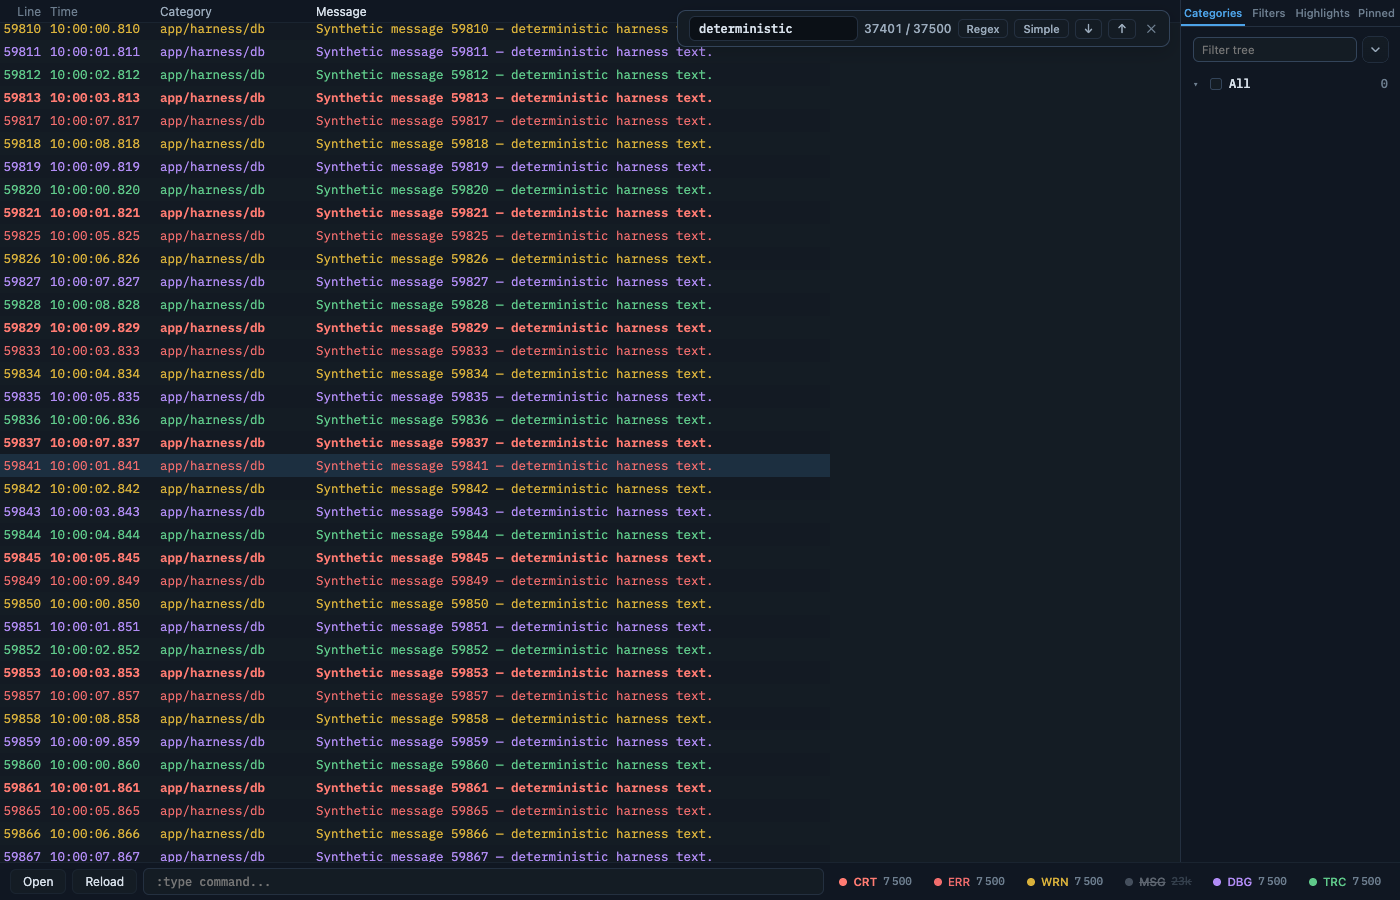 Line Time Category Message
59810 10:00:00.810 app/harness/db Synthetic message 59810 — deterministic harness
deterministic 37401 / 37500 Regex Simple ↓ ↑ ×
Categories Filters Highlights Pinned
Filter tree
All 0
59811 10:00:01.811 app/harness/db Synthetic message 59811 — deterministic harness text.
59812 10:00:02.812 app/harness/db Synthetic message 59812 — deterministic harness text.
59813 10:00:03.813 app/harness/db Synthetic message 59813 — deterministic harness text.
59817 10:00:07.817 app/harness/db Synthetic message 59817 — deterministic harness text.
59818 10:00:08.818 app/harness/db Synthetic message 59818 — deterministic harness text.
59819 10:00:09.819 app/harness/db Synthetic message 59819 — deterministic harness text.
59820 10:00:00.820 app/harness/db Synthetic message 59820 — deterministic harness text.
59821 10:00:01.821 app/harness/db Synthetic message 59821 — deterministic harness text.
59825 10:00:05.825 app/harness/db Synthetic message 59825 — deterministic harness text.
59826 10:00:06.826 app/harness/db Synthetic message 59826 — deterministic harness text.
59827 10:00:07.827 app/harness/db Synthetic message 59827 — deterministic harness text.
59828 10:00:08.828 app/harness/db Synthetic message 59828 — deterministic harness text.
59829 10:00:09.829 app/harness/db Synthetic message 59829 — deterministic harness text.
59833 10:00:03.833 app/harness/db Synthetic message 59833 — deterministic harness text.
59834 10:00:04.834 app/harness/db Synthetic message 59834 — deterministic harness text.
59835 10:00:05.835 app/harness/db Synthetic message 59835 — deterministic harness text.
59836 10:00:06.836 app/harness/db Synthetic message 59836 — deterministic harness text.
59837 10:00:07.837 app/harness/db Synthetic message 59837 — deterministic harness text.
59841 10:00:01.841 app/harness/db Synthetic message 59841 — deterministic harness text.
59842 10:00:02.842 app/harness/db Synthetic message 59842 — deterministic harness text.
59843 10:00:03.843 app/harness/db Synthetic message 59843 — deterministic harness text.
59844 10:00:04.844 app/harness/db Synthetic message 59844 — deterministic harness text.
59845 10:00:05.845 app/harness/db Synthetic message 59845 — deterministic harness text.
59849 10:00:09.849 app/harness/db Synthetic message 59849 — deterministic harness text.
59850 10:00:00.850 app/harness/db Synthetic message 59850 — deterministic harness text.
59851 10:00:01.851 app/harness/db Synthetic message 59851 — deterministic harness text.
59852 10:00:02.852 app/harness/db Synthetic message 59852 — deterministic harness text.
59853 10:00:03.853 app/harness/db Synthetic message 59853 — deterministic harness text.
59857 10:00:07.857 app/harness/db Synthetic message 59857 — deterministic harness text.
59858 10:00:08.858 app/harness/db Synthetic message 59858 — deterministic harness text.
59859 10:00:09.859 app/harness/db Synthetic message 59859 — deterministic harness text.
59860 10:00:00.860 app/harness/db Synthetic message 59860 — deterministic harness text.
59861 10:00:01.861 app/harness/db Synthetic message 59861 — deterministic harness text.
59865 10:00:05.865 app/harness/db Synthetic message 59865 — deterministic harness text.
59866 10:00:06.866 app/harness/db Synthetic message 59866 — deterministic harness text.
59867 10:00:07.867 app/harness/db Synthetic message 59867 — deterministic harness text.
Open Reload :type command... CRT 7 500 ERR 7 500 WRN 7 500 MSG 23k DBG 7 500 TRC 7 500